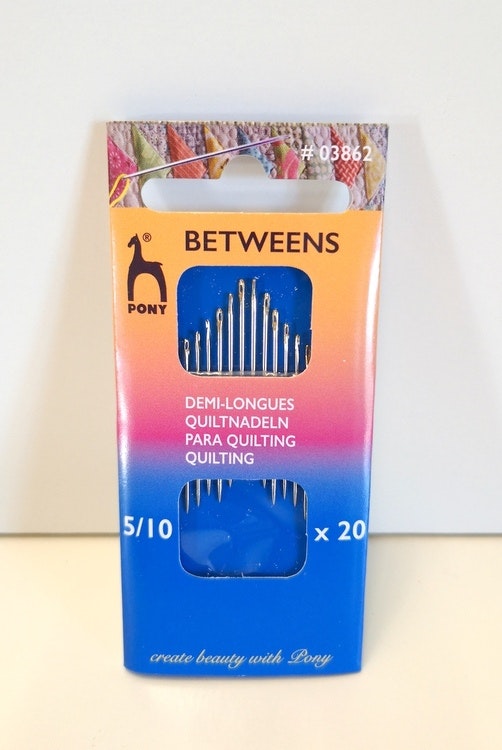 # 03862
BETWEENS
®
PONY
DEMI-LONGUES
QUILTNADELN
PARA QUILTING
QUILTING
5/10
x 20
create beauty with Pony